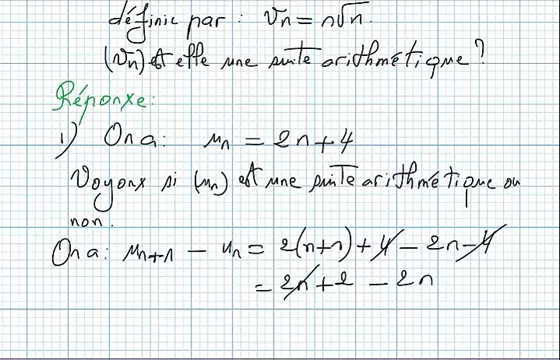 définie par : Vn = n√n.
(Vn) est elle une suite arithmétique ?
Réponse :
1) On a : un = 2n + 4
Voyons si (un) est une suite arithmétique ou
non.
On a : un+1 - un = 2(n+1) + 4 - 2n - 4
= 2n + 2 - 2n